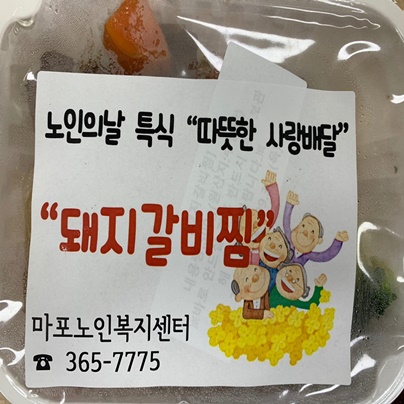 노인의날 특식 “따뜻한 사랑배달”
“돼지갈비찜”
마포노인복지센터
☎ 365-7775